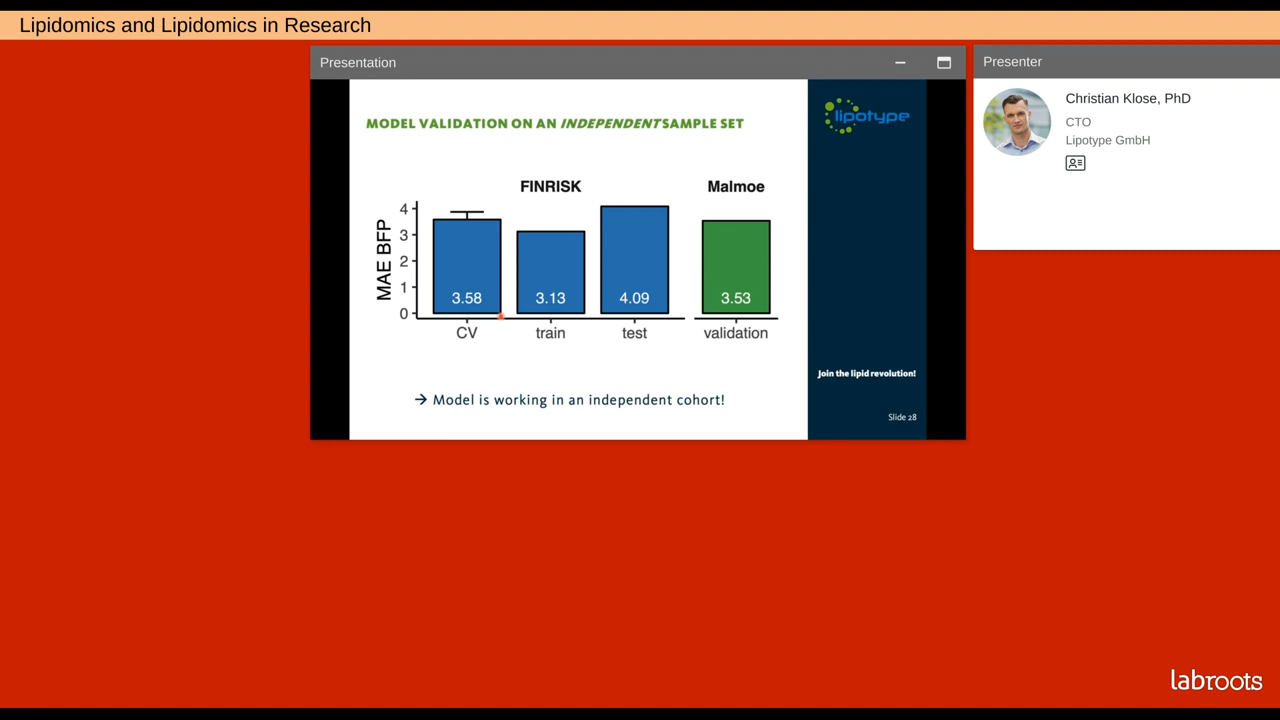 Lipidomics and Lipidomics in Research
Presentation
Presenter
Christian Klose, PhD
CTO
Lipotype GmbH
MODEL VALIDATION ON AN INDEPENDENT SAMPLE SET
lipotype
FINRISK
Malmoe
MAE BFP
4
3
2
1
0
3.58
3.13
4.09
3.53
CV
train
test
validation
→ Model is working in an independent cohort!
Join the lipid revolution!
Slide 28
labroots